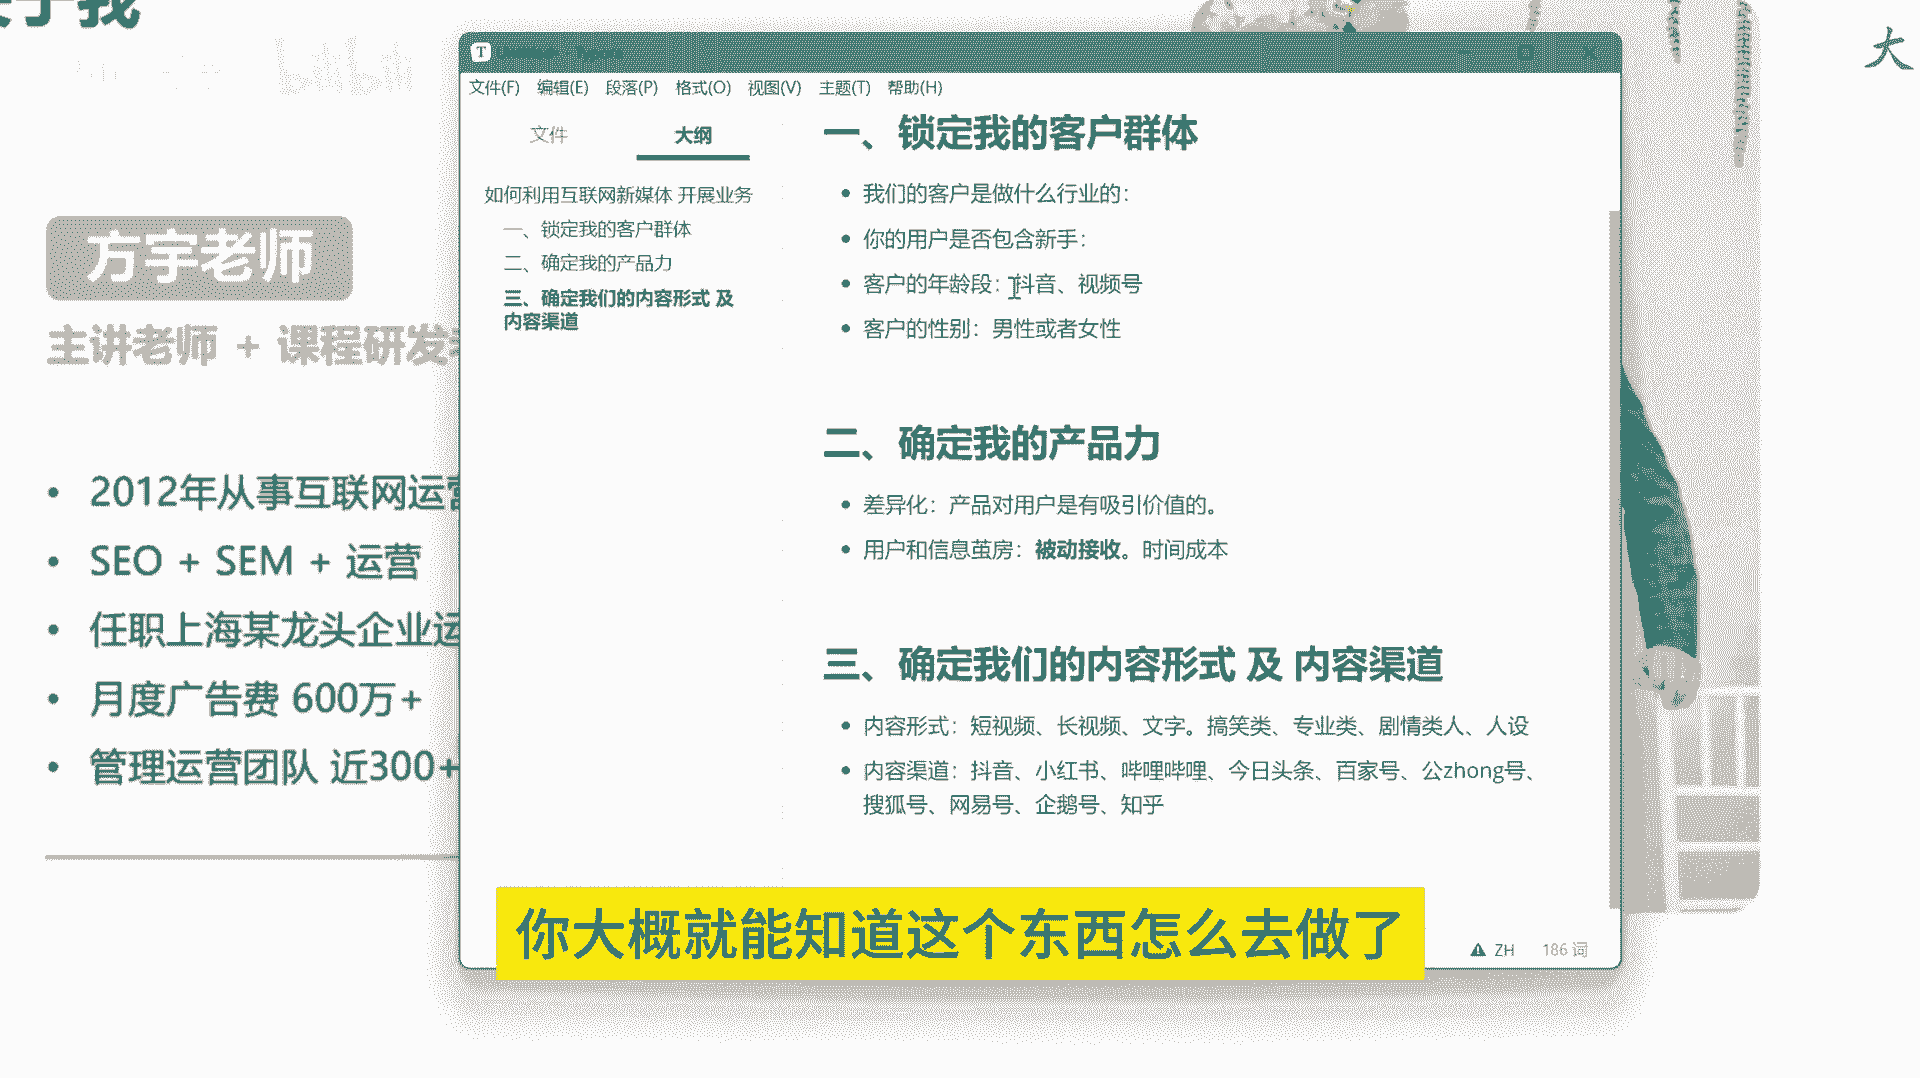 于我
bilibili
大
方宇老师
主讲老师 + 课程研发
• 2012年从事互联网运营
• SEO + SEM + 运营
• 任职上海某龙头企业运
• 月度广告费 600万+
• 管理运营团队 近300+
T
文件(F) 编辑(E) 段落(P) 格式(O) 视图(V) 主题(T) 帮助(H)
文件 大纲
如何利用互联网新媒体 开展业务
一、锁定我的客户群体
二、确定我的产品力
三、确定我们的内容形式 及
内容渠道
一、锁定我的客户群体
• 我们的客户是做什么行业的：
• 你的用户是否包含新手：
• 客户的年龄段：抖音、视频号
• 客户的性别：男性或者女性
二、确定我的产品力
• 差异化：产品对用户是有吸引价值的。
• 用户和信息茧房：被动接收。时间成本
三、确定我们的内容形式 及 内容渠道
• 内容形式：短视频、长视频、文字。搞笑类、专业类、剧情类人、人设
• 内容渠道：抖音、小红书、哔哩哔哩、今日头条、百家号、公zhong号、
搜狐号、网易号、企鹅号、知乎
ZH 186 词
你大概就能知道这个东西怎么去做了